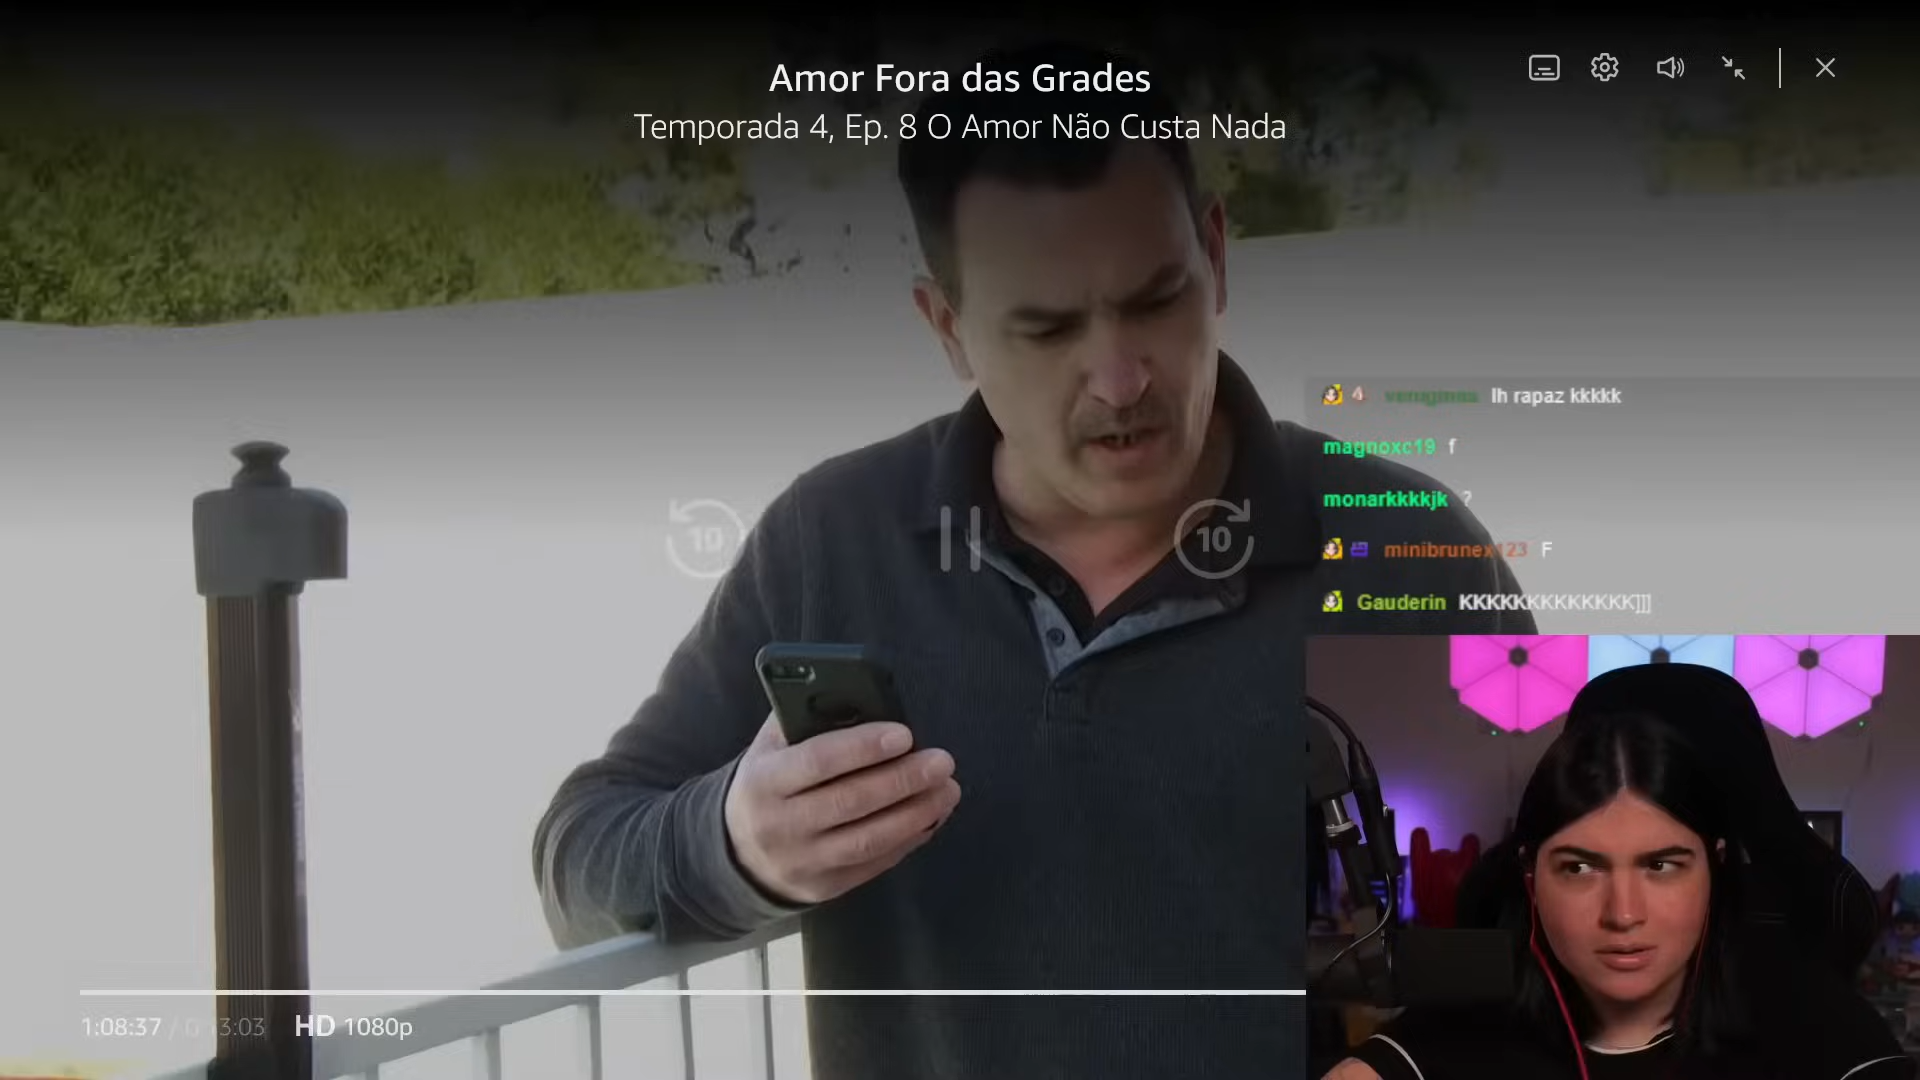 Amor Fora das Grades
Temporada 4, Ep. 8 O Amor Não Custa Nada
Ih rapaz kkkkk
magnoxc19 f
monarkkkkjk ?
minibrunex123 F
Gauderin KKKKKKKKKKKKK]]]
10
10
1:08:37 /
HD 1080p